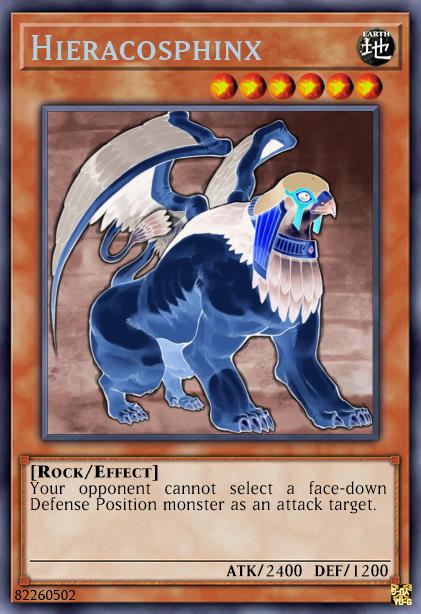 Hieracosphinx
EARTH
地
[Rock/Effect]
Your opponent cannot select a face-down
Defense Position monster as an attack target.
ATK/2400 DEF/1200
82260502